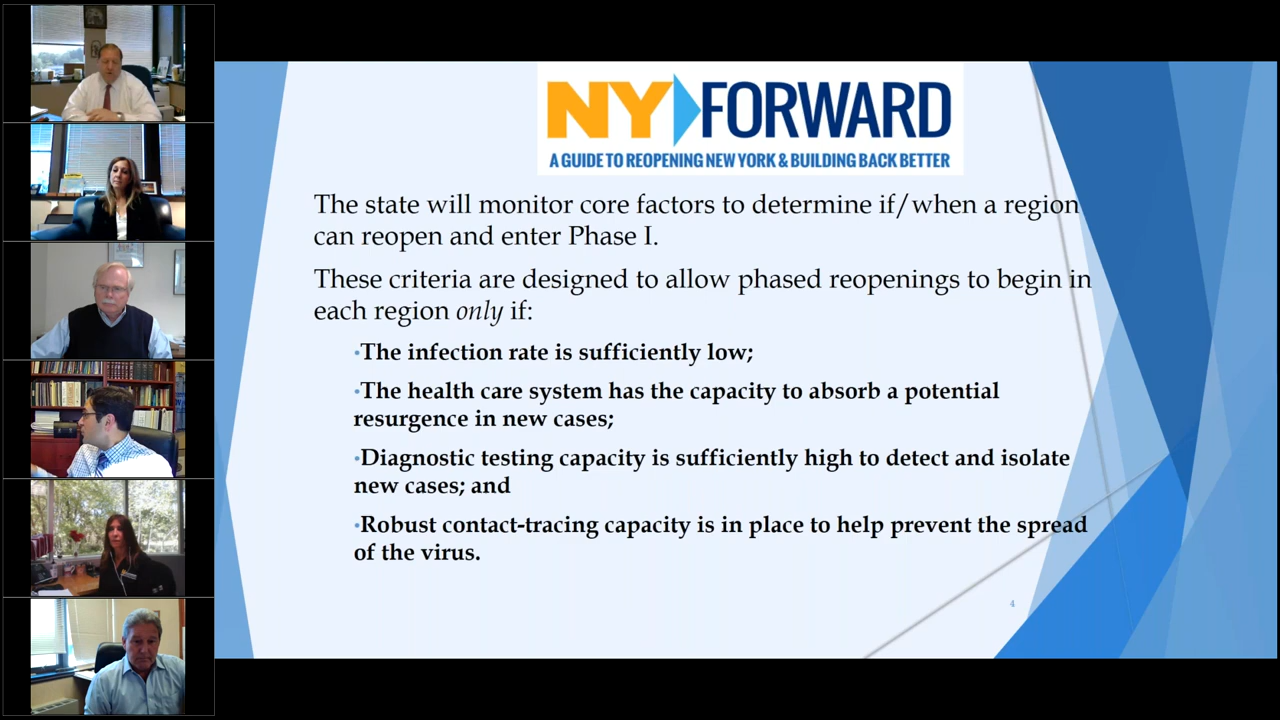 NY FORWARD
A GUIDE TO REOPENING NEW YORK & BUILDING BACK BETTER
The state will monitor core factors to determine if/when a region
can reopen and enter Phase I.
These criteria are designed to allow phased reopenings to begin in
each region only if:
•The infection rate is sufficiently low;
•The health care system has the capacity to absorb a potential
resurgence in new cases;
•Diagnostic testing capacity is sufficiently high to detect and isolate
new cases; and
•Robust contact-tracing capacity is in place to help prevent the spread
of the virus.
4